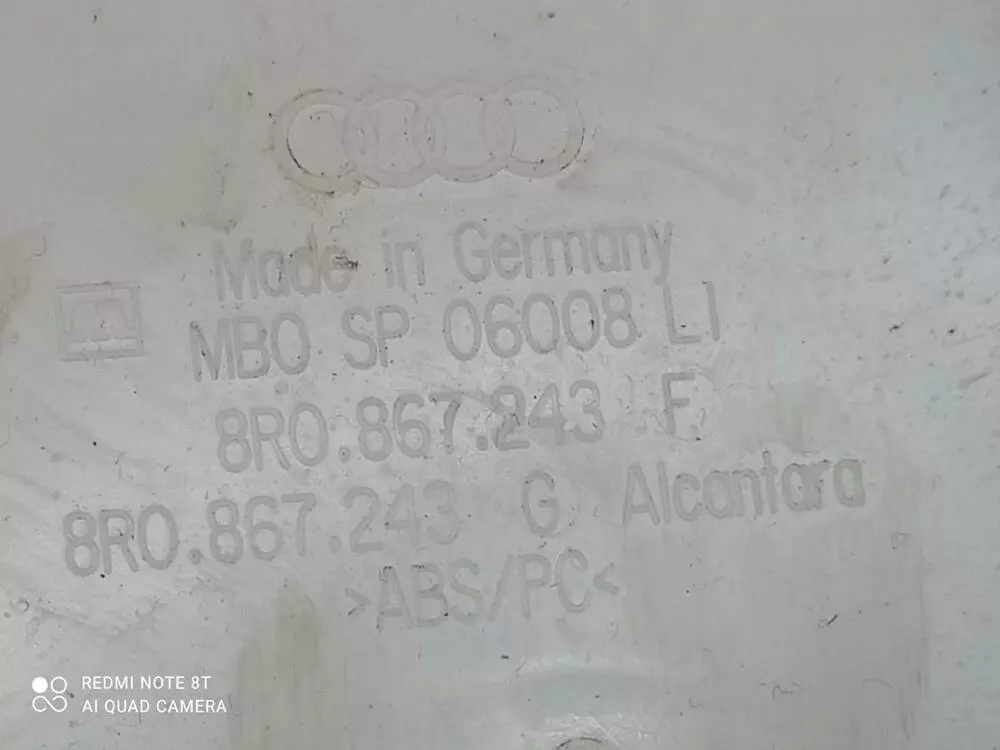 Made in Germany
MBO SP 06008 LI
8R0.867.243 F
8R0.867.243 G Alcantara
>ABS/PC<
REDMI NOTE 8T
AI QUAD CAMERA